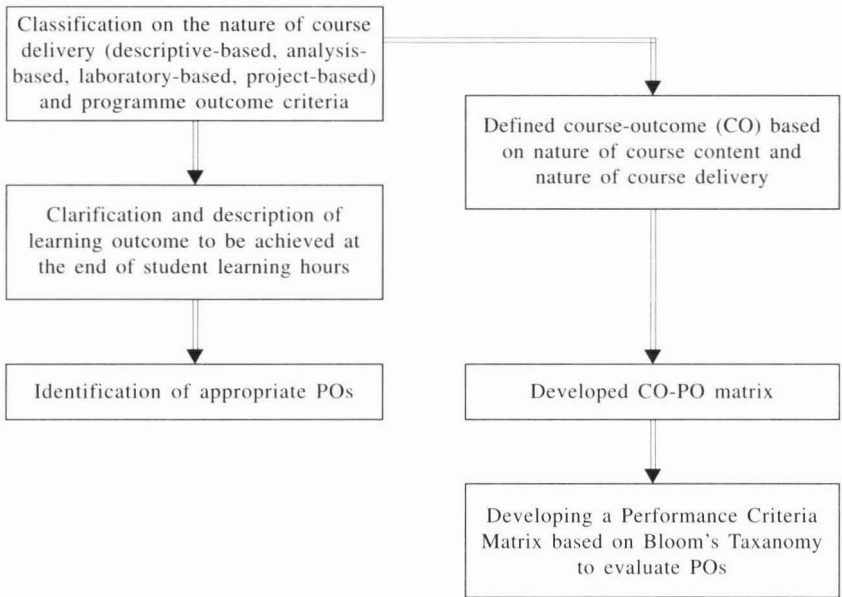 Classification on the nature of course
delivery (descriptive-based, analysis-
based, laboratory-based, project-based)
and programme outcome criteria
Clarification and description of
learning outcome to be achieved at
the end of student learning hours
Identification of appropriate POs
Defined course-outcome (CO) based
on nature of course content and
nature of course delivery
Developed CO-PO matrix
Developing a Performance Criteria
Matrix based on Bloom's Taxanomy
to evaluate POs